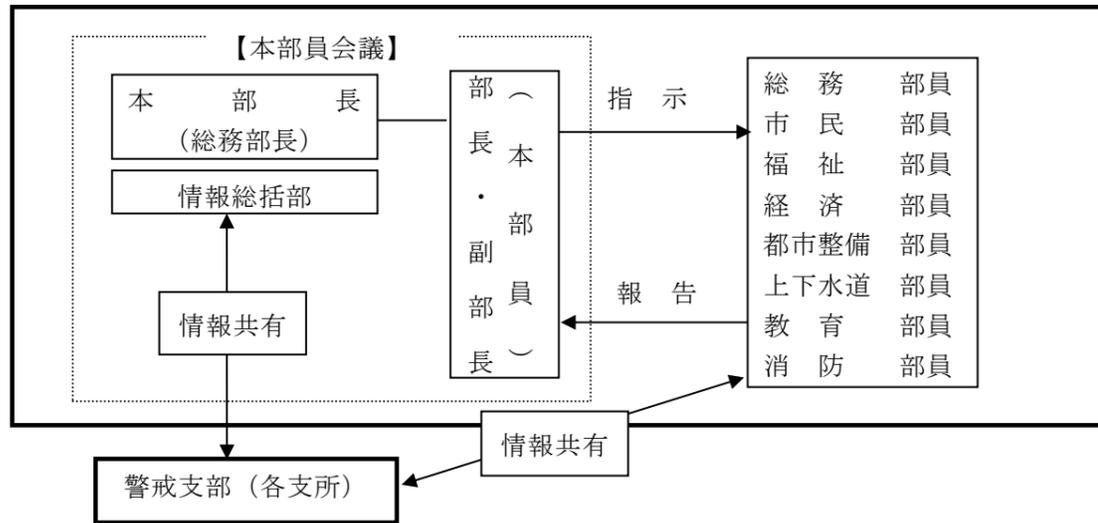 【本部員会議】
本　部　長
（総務部長）
情報総括部
情報共有
部長・副部長
（本部員）
指　示
報　告
総　務　部員
市　民　部員
福　祉　部員
経　済　部員
都市整備　部員
上下水道　部員
教　育　部員
消　防　部員
情報共有
警戒支部（各支所）